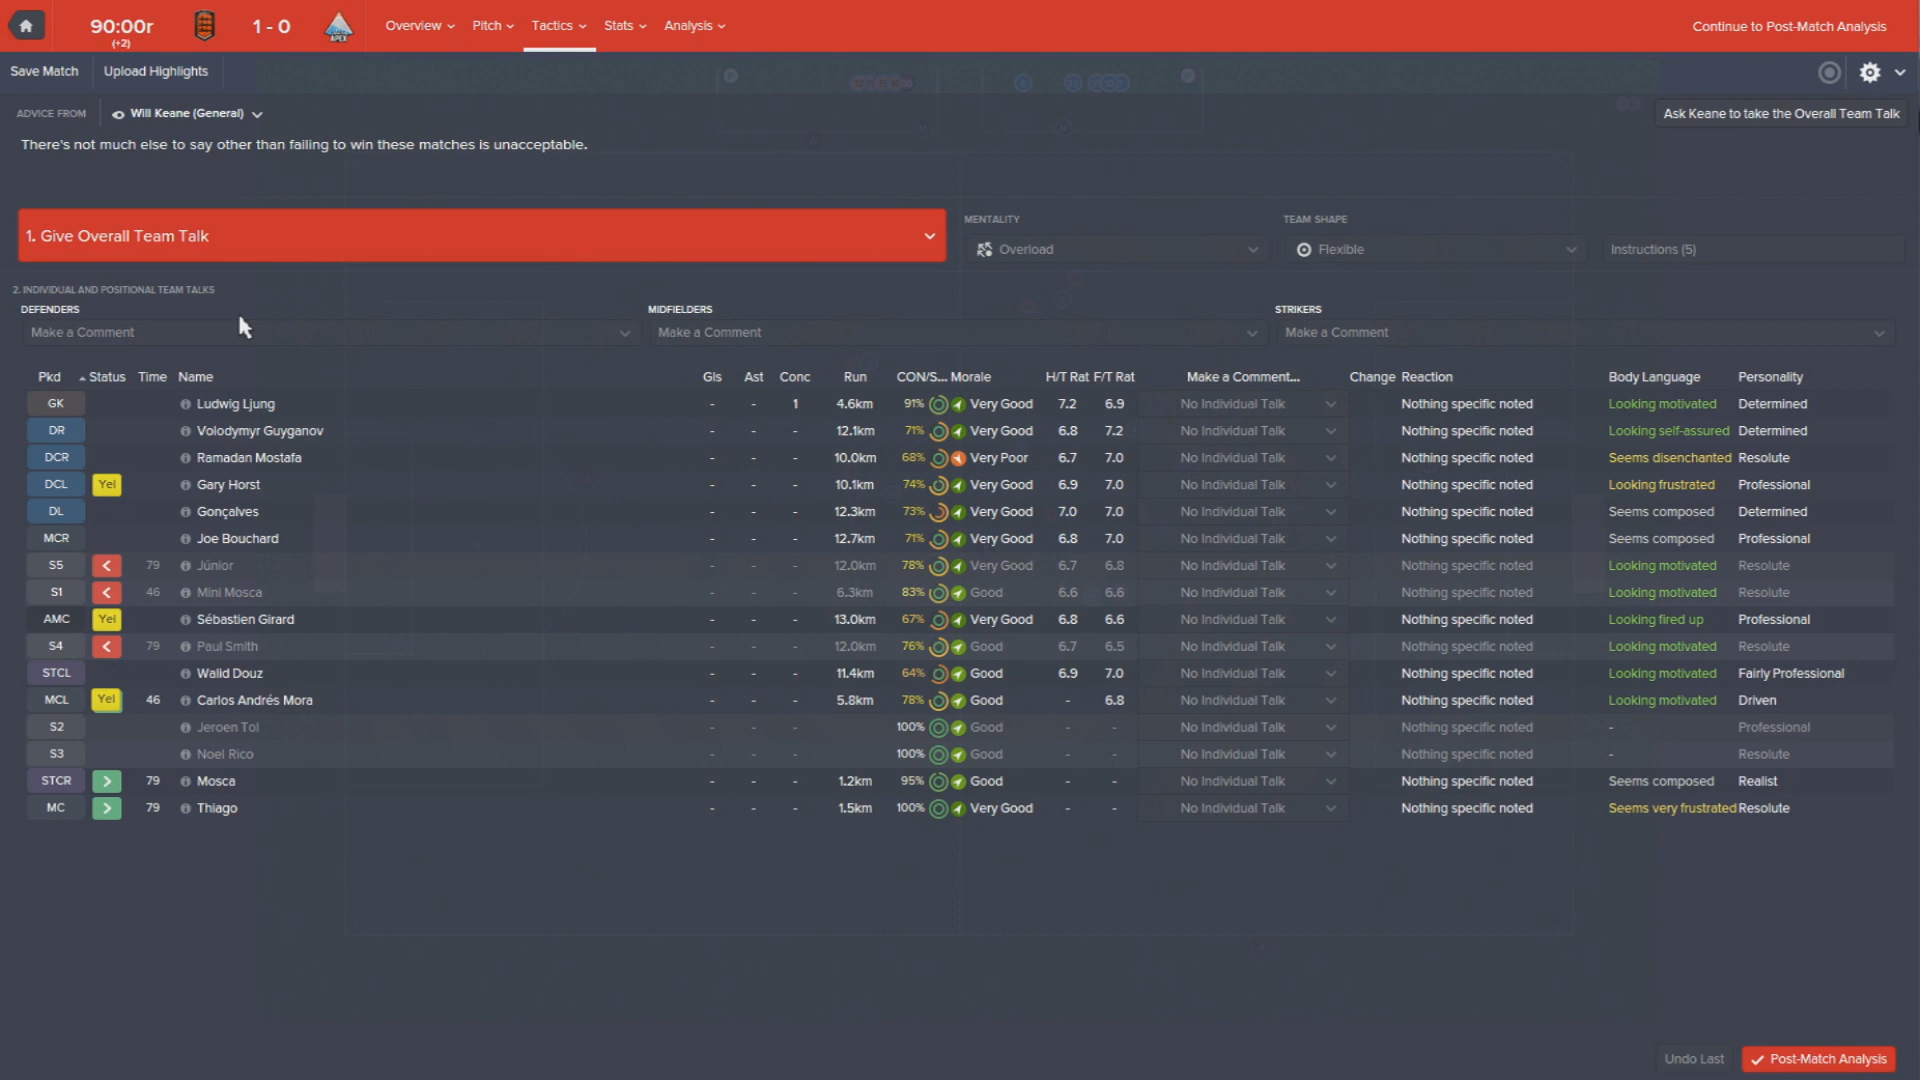 90:00r
(+2)
1 - 0
APEX
Overview
Pitch
Tactics
Stats
Analysis
Continue to Post-Match Analysis
Save Match
Upload Highlights
ADVICE FROM
Will Keane (General)
Ask Keane to take the Overall Team Talk
There's not much else to say other than failing to win these matches is unacceptable.
1. Give Overall Team Talk
MENTALITY
Overload
TEAM SHAPE
Flexible
Instructions (5)
2. INDIVIDUAL AND POSITIONAL TEAM TALKS
DEFENDERS
MIDFIELDERS
STRIKERS
Make a Comment
Make a Comment
Make a Comment
Pkd Status Time Name Gls Ast Conc Run CON/S... Morale H/T Rat F/T Rat Make a Comment... Change Reaction Body Language Personality
GK Ludwig Ljung - - 1 4.6km 91% Very Good 7.2 6.9 No Individual Talk Nothing specific noted Looking motivated Determined
DR Volodymyr Guyganov - - - 12.1km 71% Very Good 6.8 7.2 No Individual Talk Nothing specific noted Looking self-assured Determined
DCR Ramadan Mostafa - - - 10.0km 68% Very Poor 6.7 7.0 No Individual Talk Nothing specific noted Seems disenchanted Resolute
DCL Yel Gary Horst - - - 10.1km 74% Very Good 6.9 7.0 No Individual Talk Nothing specific noted Looking frustrated Professional
DL Gonçalves - - - 12.3km 73% Very Good 7.0 7.0 No Individual Talk Nothing specific noted Seems composed Determined
MCR Joe Bouchard - - - 12.7km 71% Very Good 6.8 7.0 No Individual Talk Nothing specific noted Seems composed Professional
S5 79 Júnior - - - 12.0km 78% Very Good 6.7 6.8 No Individual Talk Nothing specific noted Looking motivated Resolute
S1 46 Mini Mosca - - - 6.3km 83% Good 6.6 6.6 No Individual Talk Nothing specific noted Looking motivated Resolute
AMC Yel Sébastien Girard - - - 13.0km 67% Very Good 6.8 6.6 No Individual Talk Nothing specific noted Looking fired up Professional
S4 79 Paul Smith - - - 12.0km 76% Good 6.7 6.5 No Individual Talk Nothing specific noted Looking motivated Resolute
STCL Walid Douz - - - 11.4km 64% Good 6.9 7.0 No Individual Talk Nothing specific noted Looking motivated Fairly Professional
MCL Yel 46 Carlos Andrés Mora - - - 5.8km 78% Good - 6.8 No Individual Talk Nothing specific noted Looking motivated Driven
S2 Jeroen Tol - - - 100% Good - - No Individual Talk Nothing specific noted - Professional
S3 Noel Rico - - - 100% Good - - No Individual Talk Nothing specific noted - Resolute
STCR 79 Mosca - - - 1.2km 95% Good - - No Individual Talk Nothing specific noted Seems composed Realist
MC 79 Thiago - - - 1.5km 100% Very Good - - No Individual Talk Nothing specific noted Seems very frustrated Resolute
Undo Last
Post-Match Analysis